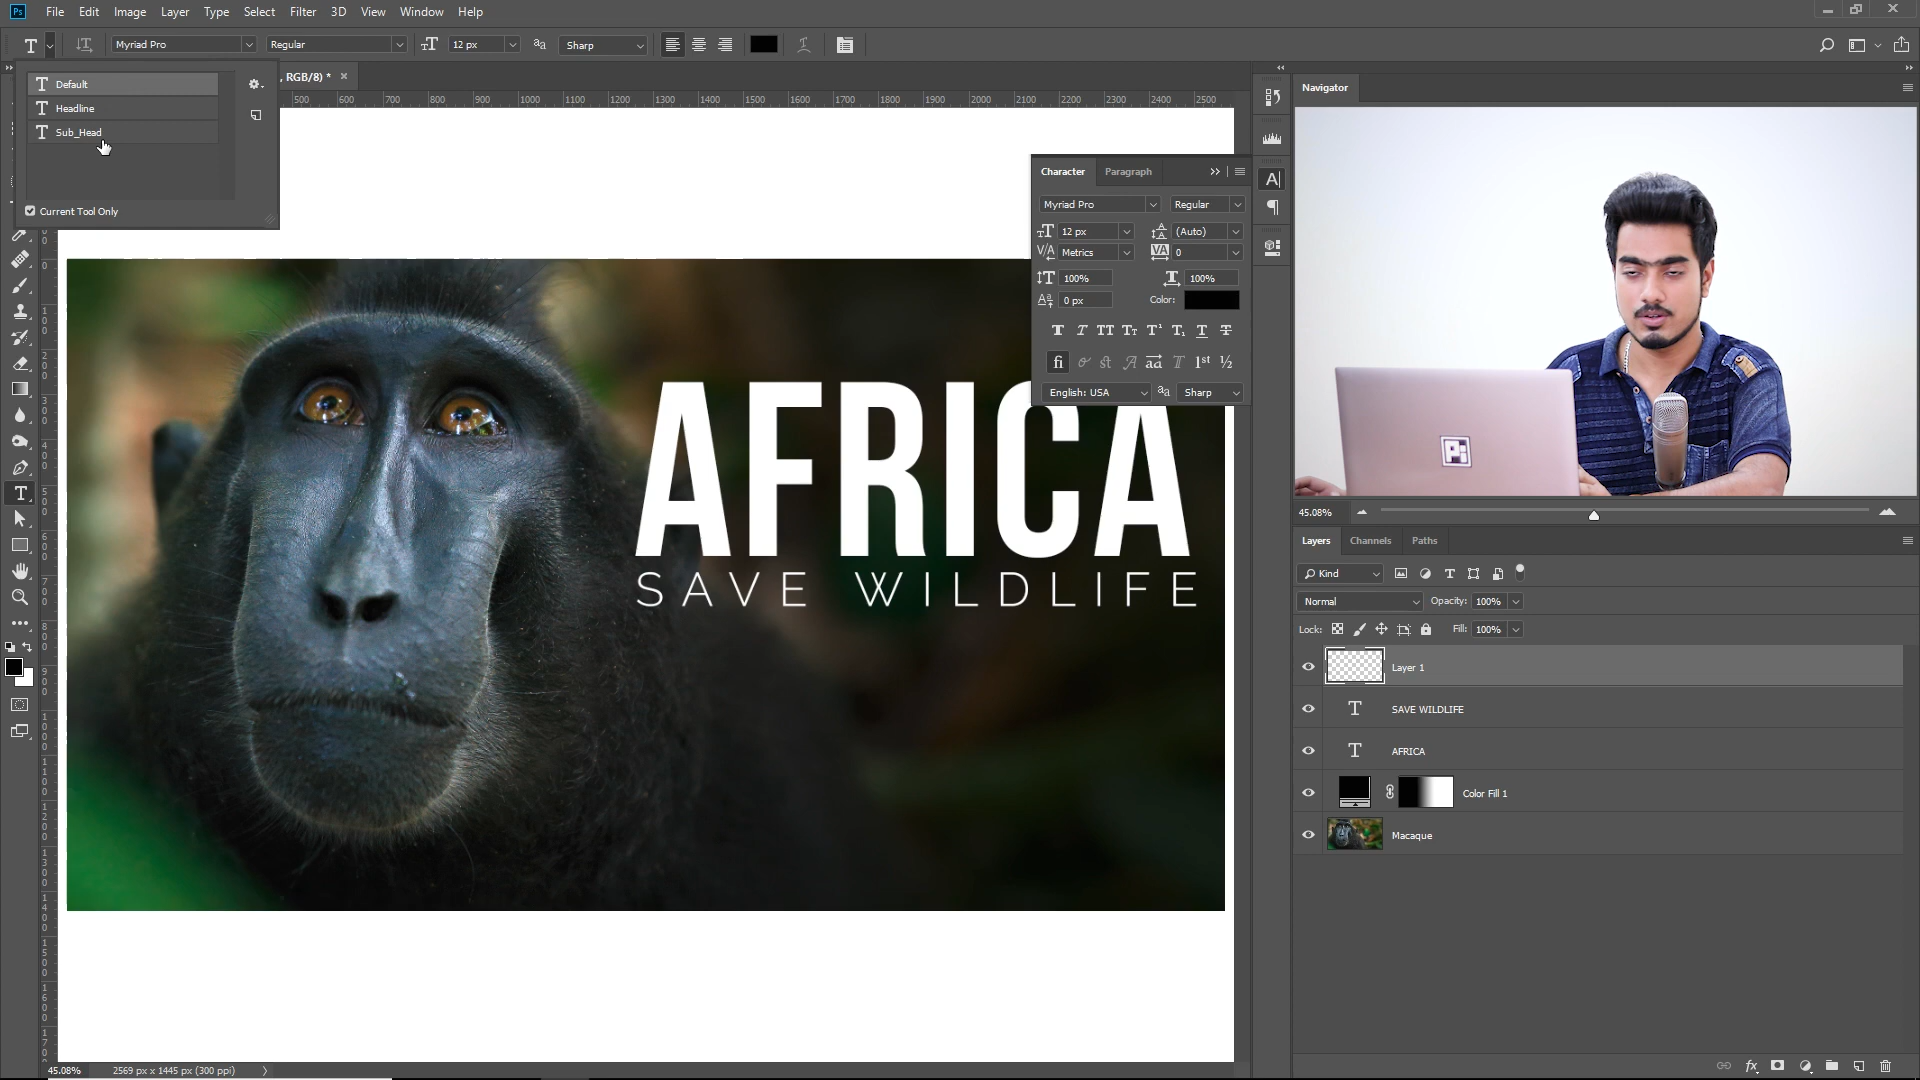 Ps File Edit Image Layer Type Select Filter 3D View Window Help
Myriad Pro Regular 12 px Sharp
, RGB/8) *
Default
Headline
Sub_Head
Current Tool Only
500 600 700 800 900 1000 1100 1200 1300 1400 1500 1600 1700 1800 1900 2000 2100 2200 2300 2400 2500
Character Paragraph
Myriad Pro Regular
12 px (Auto)
Metrics 0
100% 100%
0 px Color:
English: USA Sharp
AFRICA
SAVE WILDLIFE
Navigator
Pi
45.08%
Layers Channels Paths
Kind
Normal Opacity: 100%
Lock: Fill: 100%
Layer 1
SAVE WILDLIFE
AFRICA
Color Fill 1
Macaque
45.08% 2569 px x 1445 px (300 ppi)